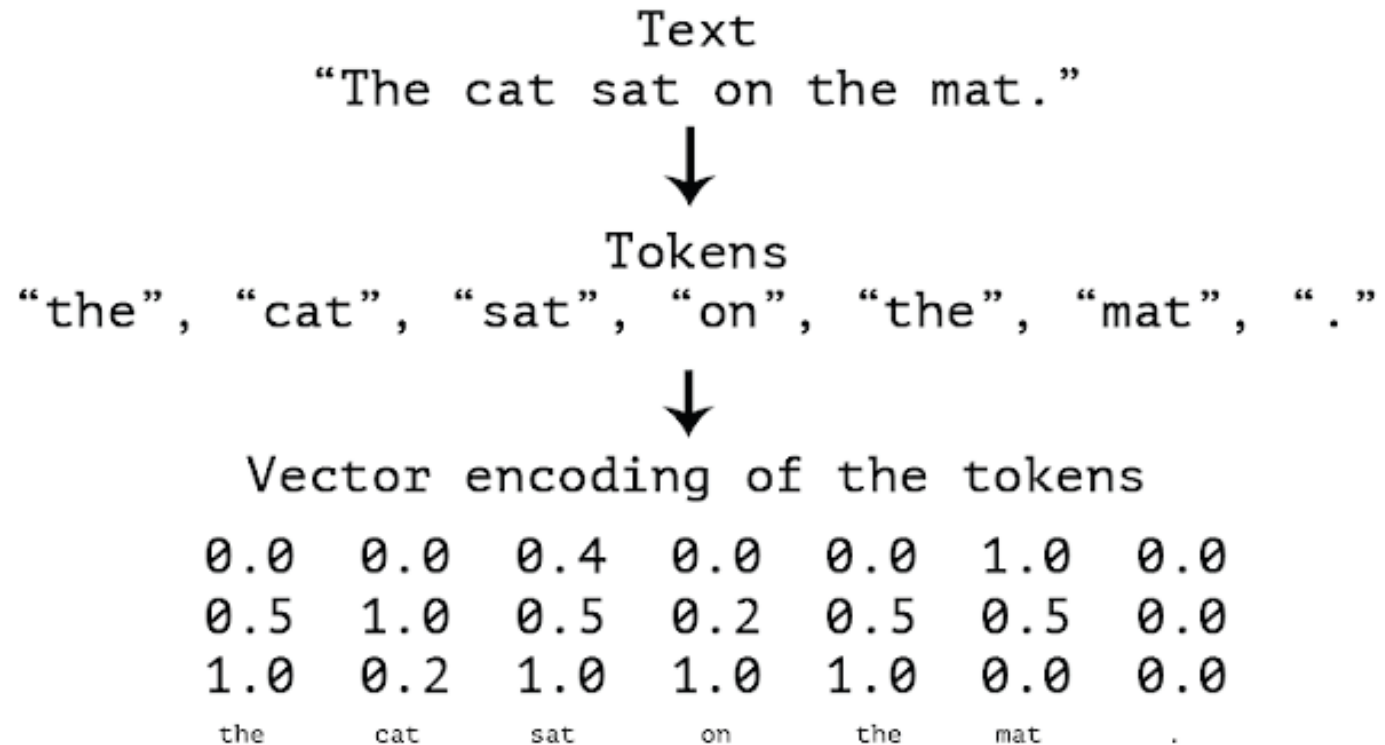 Text
“The cat sat on the mat.”
Tokens
“the”, “cat”, “sat”, “on”, “the”, “mat”, “.”
Vector encoding of the tokens
0.0 0.0 0.4 0.0 0.0 1.0 0.0
0.5 1.0 0.5 0.2 0.5 0.5 0.0
1.0 0.2 1.0 1.0 1.0 0.0 0.0
the cat sat on the mat .